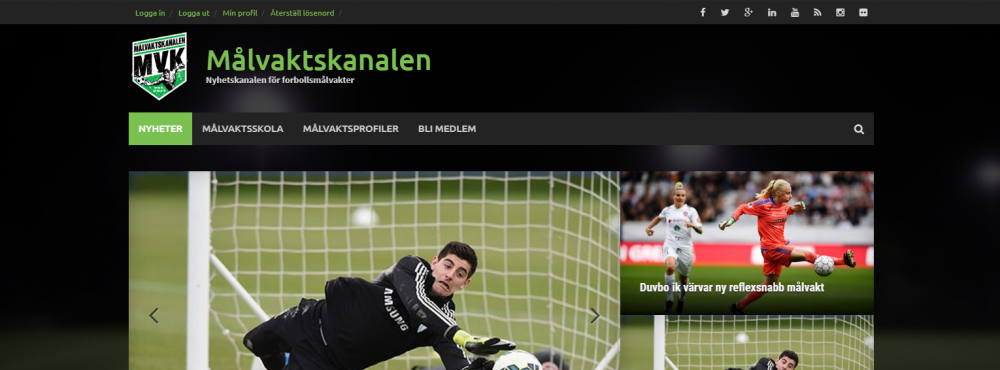 Logga in / Logga ut / Min profil / Återställ lösenord /
MÅLVAKTSKANALEN
MVK
Målvaktskanalen
Nyhetskanalen för forbollsmålvakter
NYHETER MÅLVAKTSSKOLA MÅLVAKTSPROFILER BLI MEDLEM
SAMSUNG
Duvbo ik värvar ny reflexsnabb målvakt